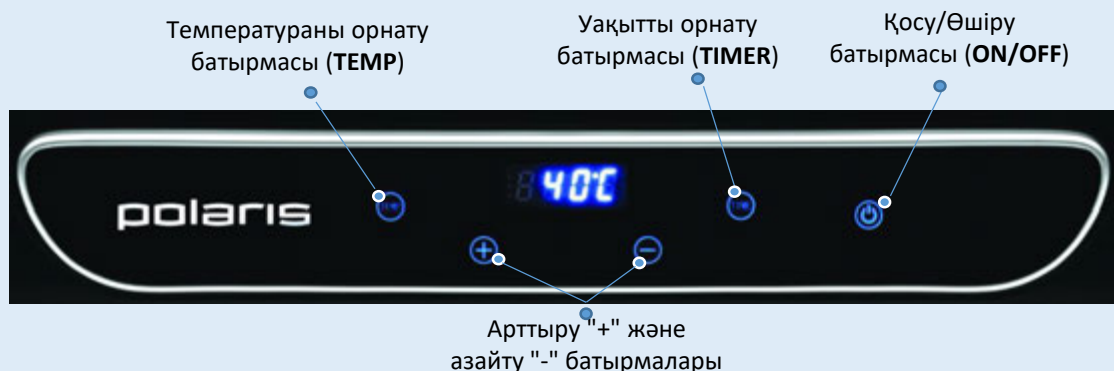 Температураны орнату
батырмасы (TEMP)
Уақытты орнату
батырмасы (TIMER)
Қосу/Өшіру
батырмасы (ON/OFF)
polaris
40°C
Арттыру "+" және
азайту "-" батырмалары